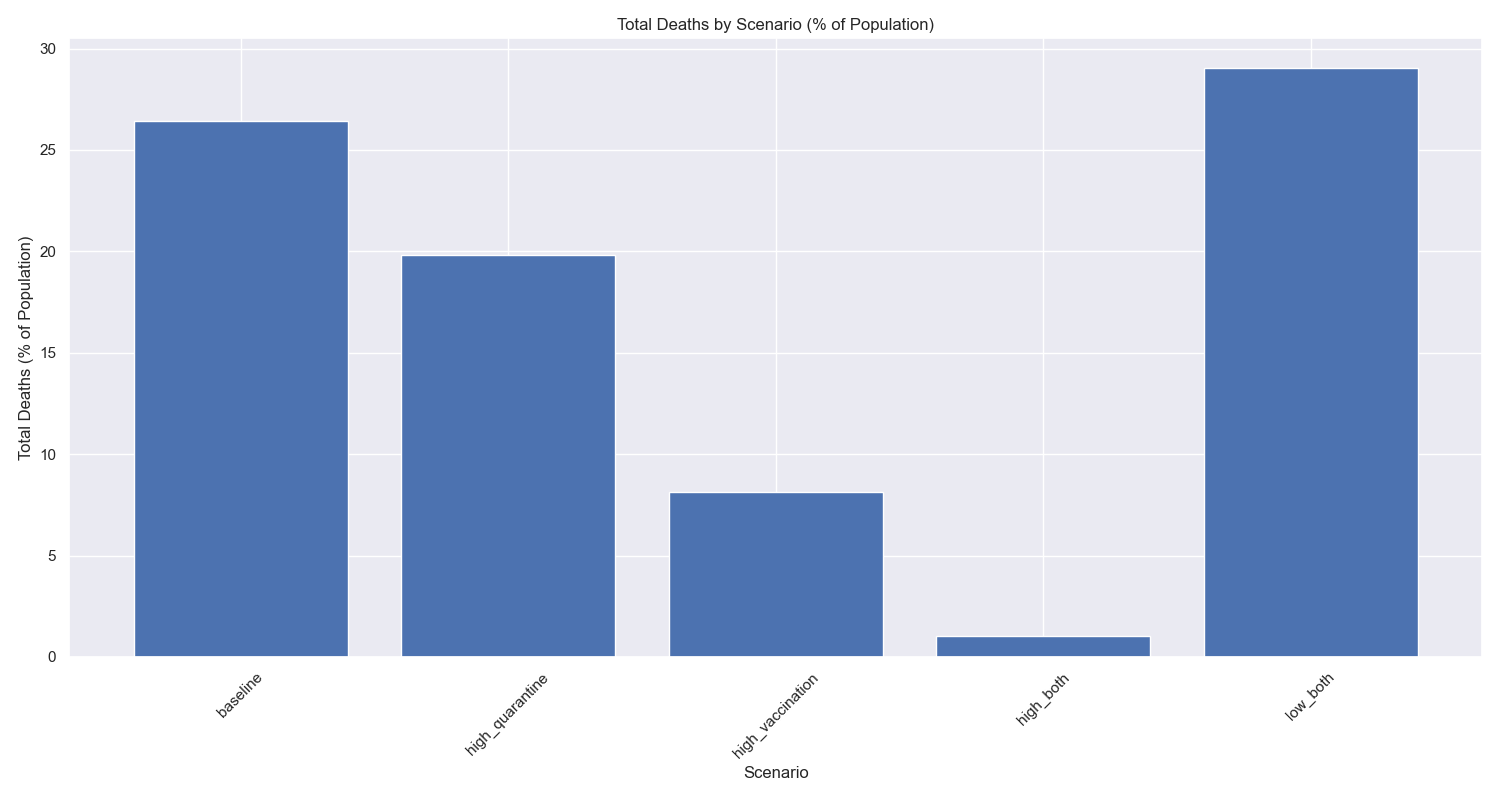 Total Deaths by Scenario (% of Population)
Total Deaths (% of Population)
30
25
20
15
10
5
0
baseline
high_quarantine
high_vaccination
high_both
low_both
Scenario